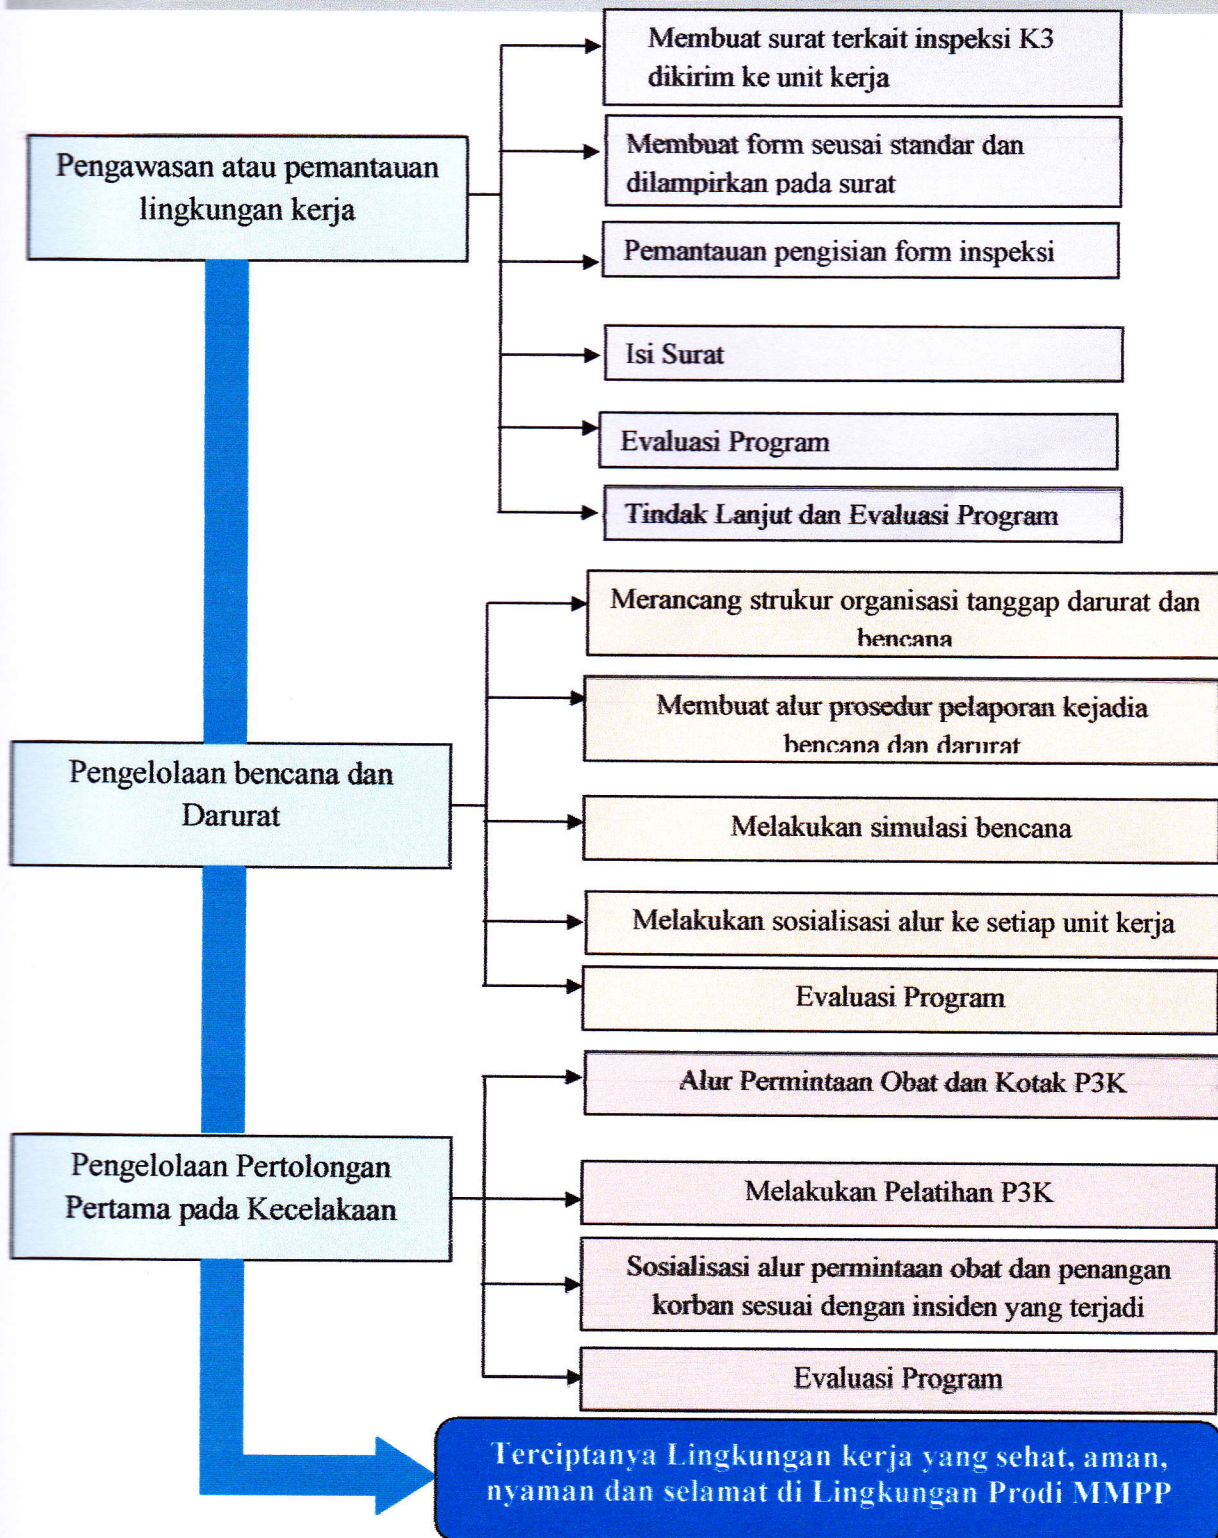 Membuat surat terkait inspeksi K3
dikirim ke unit kerja
Pengawasan atau pemantauan
lingkungan kerja
Membuat form seusai standar dan
dilampirkan pada surat
Pemantauan pengisian form inspeksi
Isi Surat
Evaluasi Program
Tindak Lanjut dan Evaluasi Program
Pengelolaan bencana dan
Darurat
Merancang strukur organisasi tanggap darurat dan
bencana
Membuat alur prosedur pelaporan kejadia
bencana dan darurat
Melakukan simulasi bencana
Melakukan sosialisasi alur ke setiap unit kerja
Evaluasi Program
Pengelolaan Pertolongan
Pertama pada Kecelakaan
Alur Permintaan Obat dan Kotak P3K
Melakukan Pelatihan P3K
Sosialisasi alur permintaan obat dan penangan
korban sesuai dengan insiden yang terjadi
Evaluasi Program
Terciptanya Lingkungan kerja yang sehat, aman,
nyaman dan selamat di Lingkungan Prodi MMPP